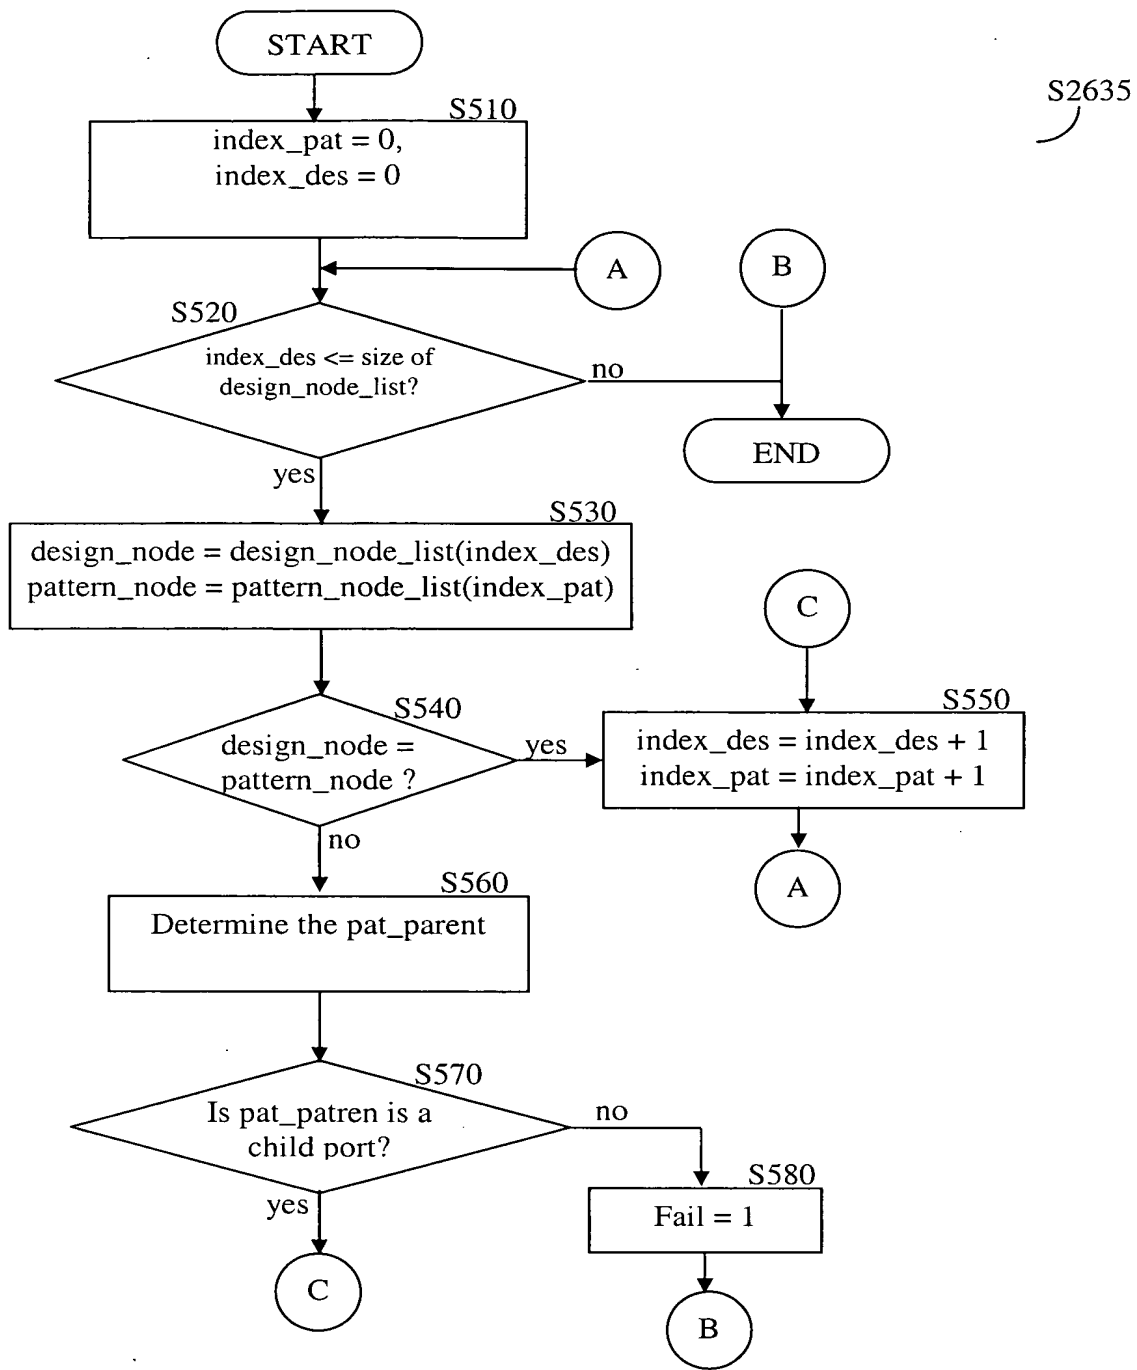 START
S2635
S510
index_pat = 0,
index_des = 0
A
B
S520
index_des <= size of
design_node_list?
no
END
yes
S530
design_node = design_node_list(index_des)
pattern_node = pattern_node_list(index_pat)
C
S540
design_node =
pattern_node ?
yes
S550
index_des = index_des + 1
index_pat = index_pat + 1
no
A
S560
Determine the pat_parent
S570
Is pat_patren is a
child port?
no
yes
S580
Fail = 1
C
B